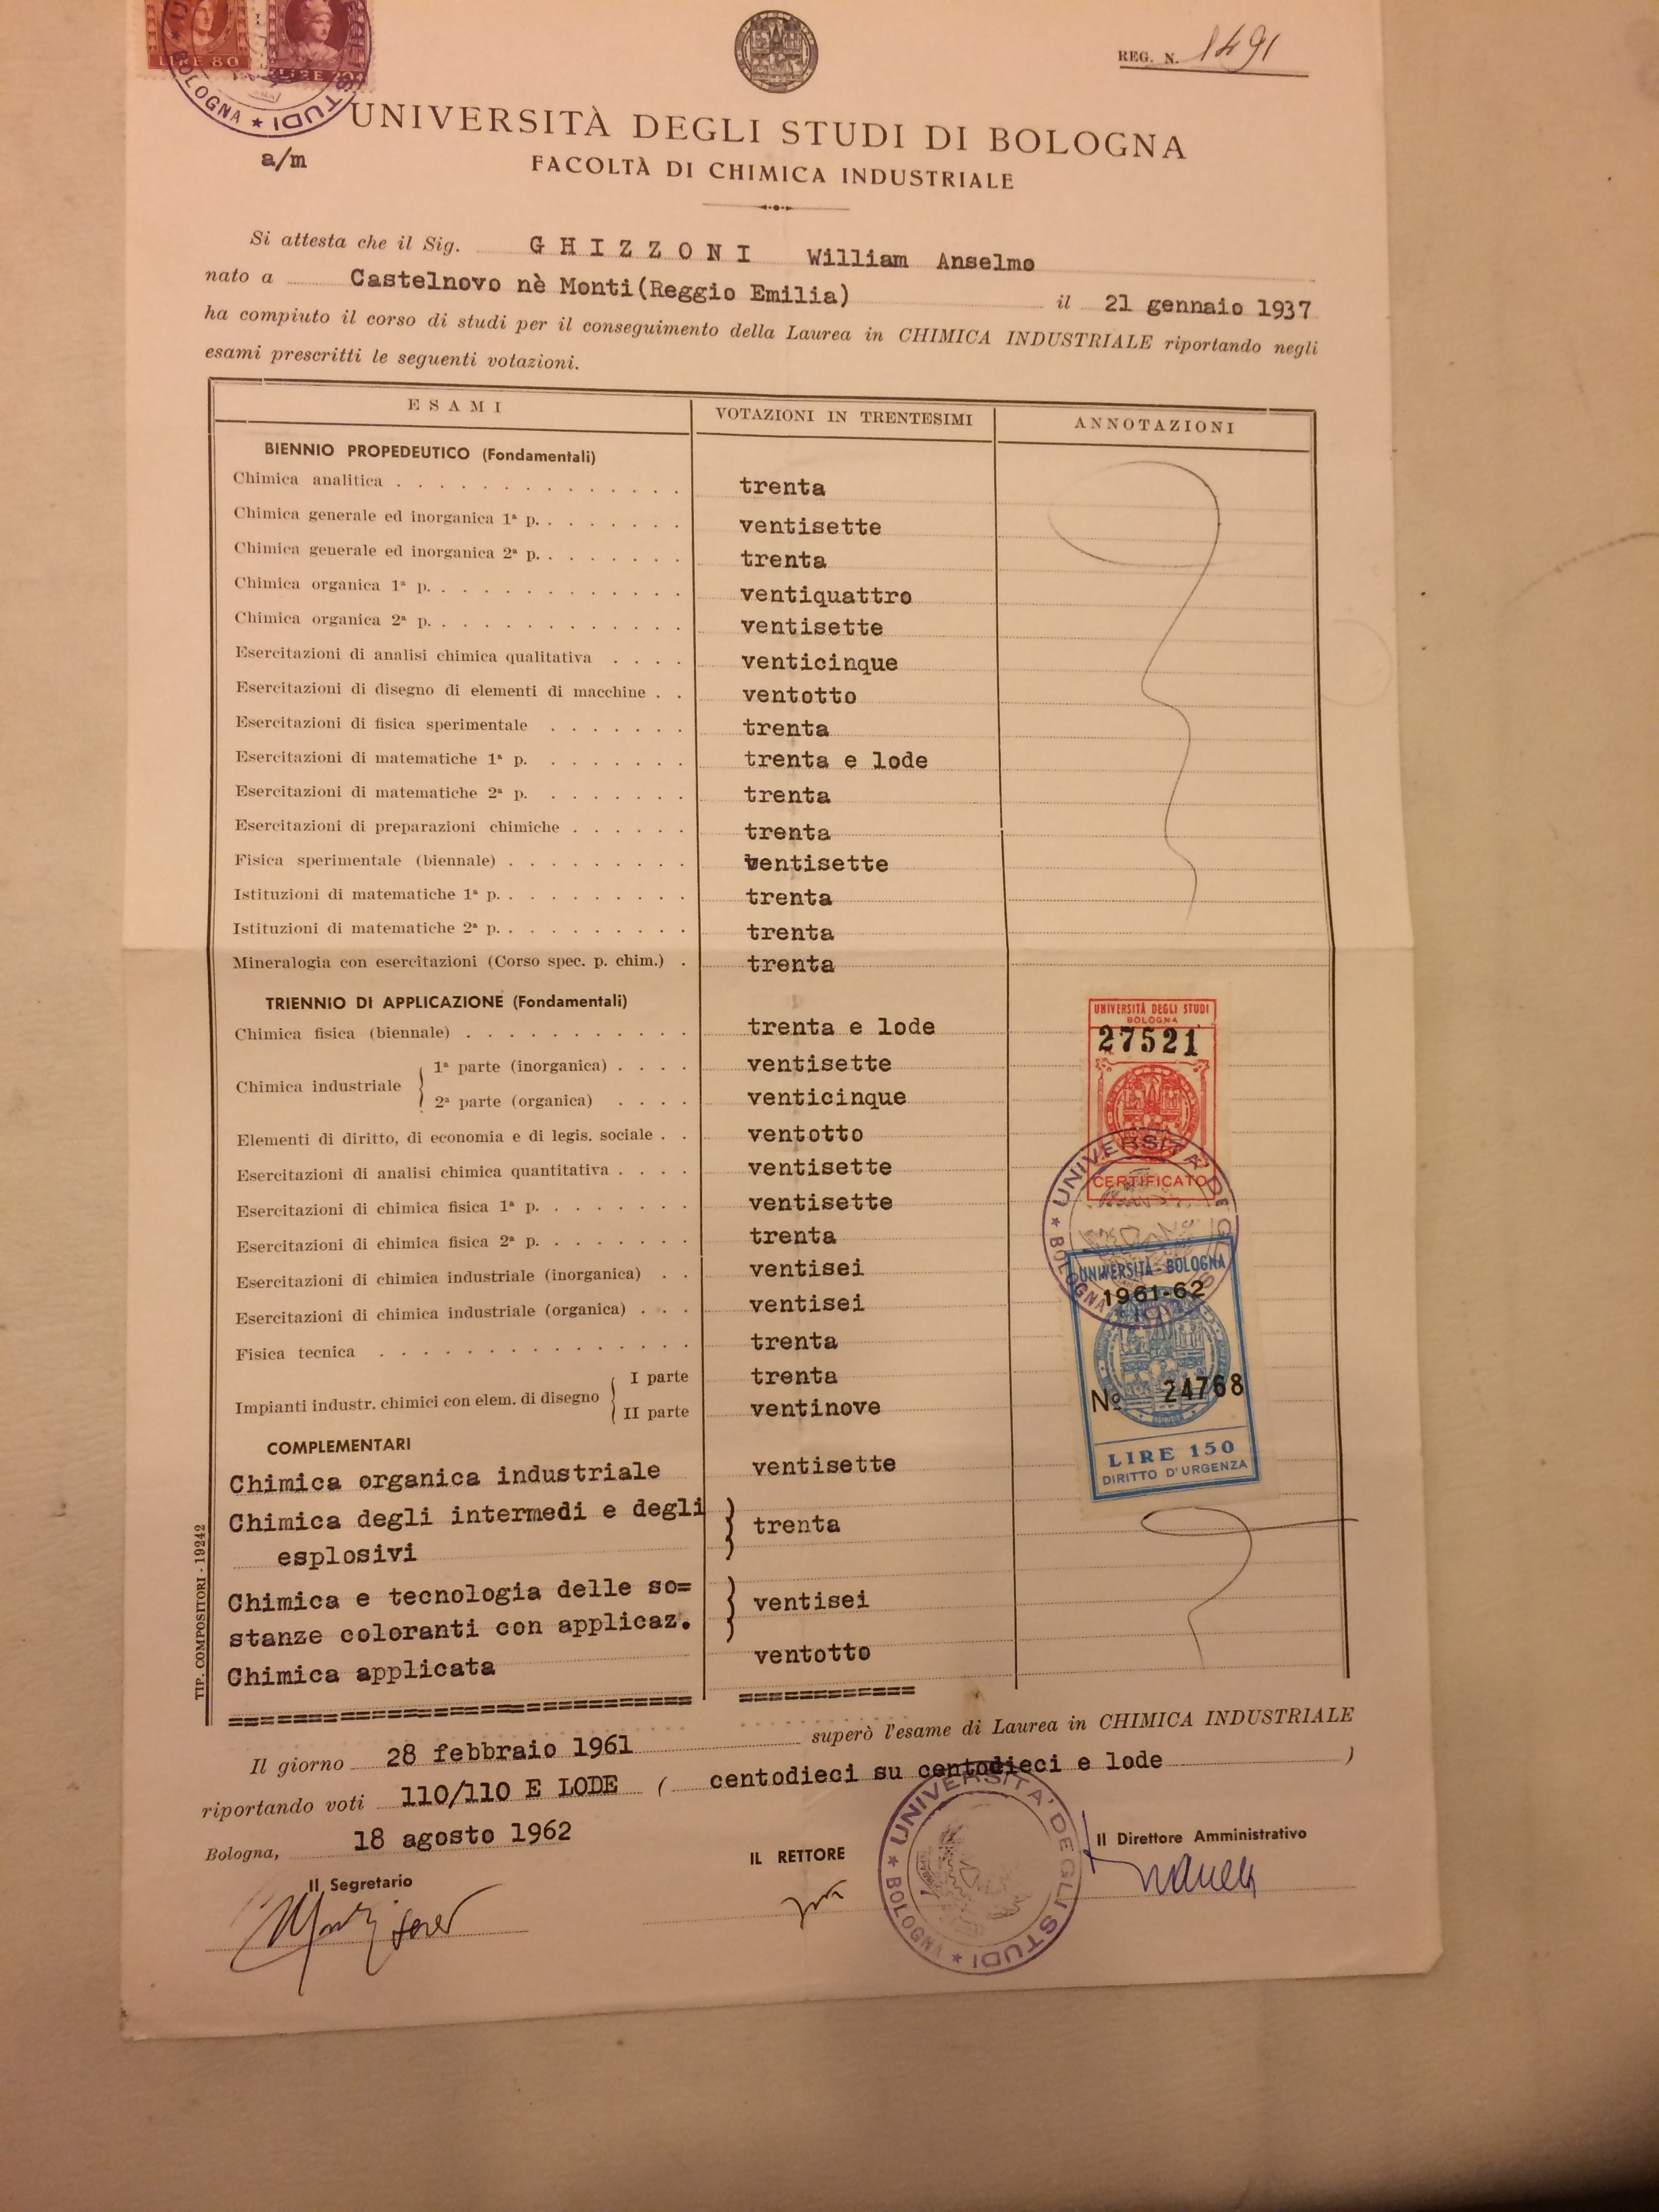 LIRE 80
LIRE 20
BOLOGNA ★ STUDI
REG. N. 1491
UNIVERSITÀ DEGLI STUDI DI BOLOGNA
a/m
FACOLTÀ DI CHIMICA INDUSTRIALE
Si attesta che il Sig. GHIZZONI William Anselmo
nato a Castelnovo nè Monti(Reggio Emilia) il 21 gennaio 1937
ha compiuto il corso di studi per il conseguimento della Laurea in CHIMICA INDUSTRIALE riportando negli
esami prescritti le seguenti votazioni.
ESAMI VOTAZIONI IN TRENTESIMI ANNOTAZIONI
BIENNIO PROPEDEUTICO (Fondamentali)
Chimica analitica . . . . . . . . . . . . . trenta
Chimica generale ed inorganica 1ª p. . . . . . . ventisette
Chimica generale ed inorganica 2ª p. . . . . . . trenta
Chimica organica 1ª p. . . . . . . . . . . . ventiquattro
Chimica organica 2ª p. . . . . . . . . . . . ventisette
Esercitazioni di analisi chimica qualitativa . . . . venticinque
Esercitazioni di disegno di elementi di macchine . . ventotto
Esercitazioni di fisica sperimentale . . . . . . . trenta
Esercitazioni di matematiche 1ª p. . . . . . . . trenta e lode
Esercitazioni di matematiche 2ª p. . . . . . . . trenta
Esercitazioni di preparazioni chimiche . . . . . . trenta
Fisica sperimentale (biennale) . . . . . . . . . ventisette
Istituzioni di matematiche 1ª p. . . . . . . . . trenta
Istituzioni di matematiche 2ª p. . . . . . . . . trenta
Mineralogia con esercitazioni (Corso spec. p. chim.) . trenta
TRIENNIO DI APPLICAZIONE (Fondamentali)
Chimica fisica (biennale) . . . . . . . . . . trenta e lode
Chimica industriale
1ª parte (inorganica) . . . . ventisette
2ª parte (organica) . . . . venticinque
Elementi di diritto, di economia e di legis. sociale . . ventotto
Esercitazioni di analisi chimica quantitativa . . . . ventisette
Esercitazioni di chimica fisica 1ª p. . . . . . . . ventisette
Esercitazioni di chimica fisica 2ª p. . . . . . . . trenta
Esercitazioni di chimica industriale (inorganica) . . ventisei
Esercitazioni di chimica industriale (organica) . . . ventisei
Fisica tecnica . . . . . . . . . . . . . . trenta
Impianti industr. chimici con elem. di disegno
I parte trenta
II parte ventinove
COMPLEMENTARI
Chimica organica industriale ventisette
Chimica degli intermedi e degli
esplosivi
trenta
Chimica e tecnologia delle so=
stanze coloranti con applicaz.
ventisei
Chimica applicata ventotto
UNIVERSITÀ DEGLI STUDI
BOLOGNA
27521
CERTIFICATO
UNIVERSITA' DEGLI STUDI ★ BOLOGNA ★
UNIVERSITÀ - BOLOGNA
1961-62
Nº 24768
LIRE 150
DIRITTO D'URGENZA
TIP. COMPOSITORI - 19242
Il giorno 28 febbraio 1961 superò l'esame di Laurea in CHIMICA INDUSTRIALE
riportando voti 110/110 E LODE ( centodieci su centodieci e lode )
Bologna, 18 agosto 1962
Il Segretario
IL RETTORE
Il Direttore Amministrativo
UNIVERSITA' DEGLI STUDI ★ BOLOGNA ★